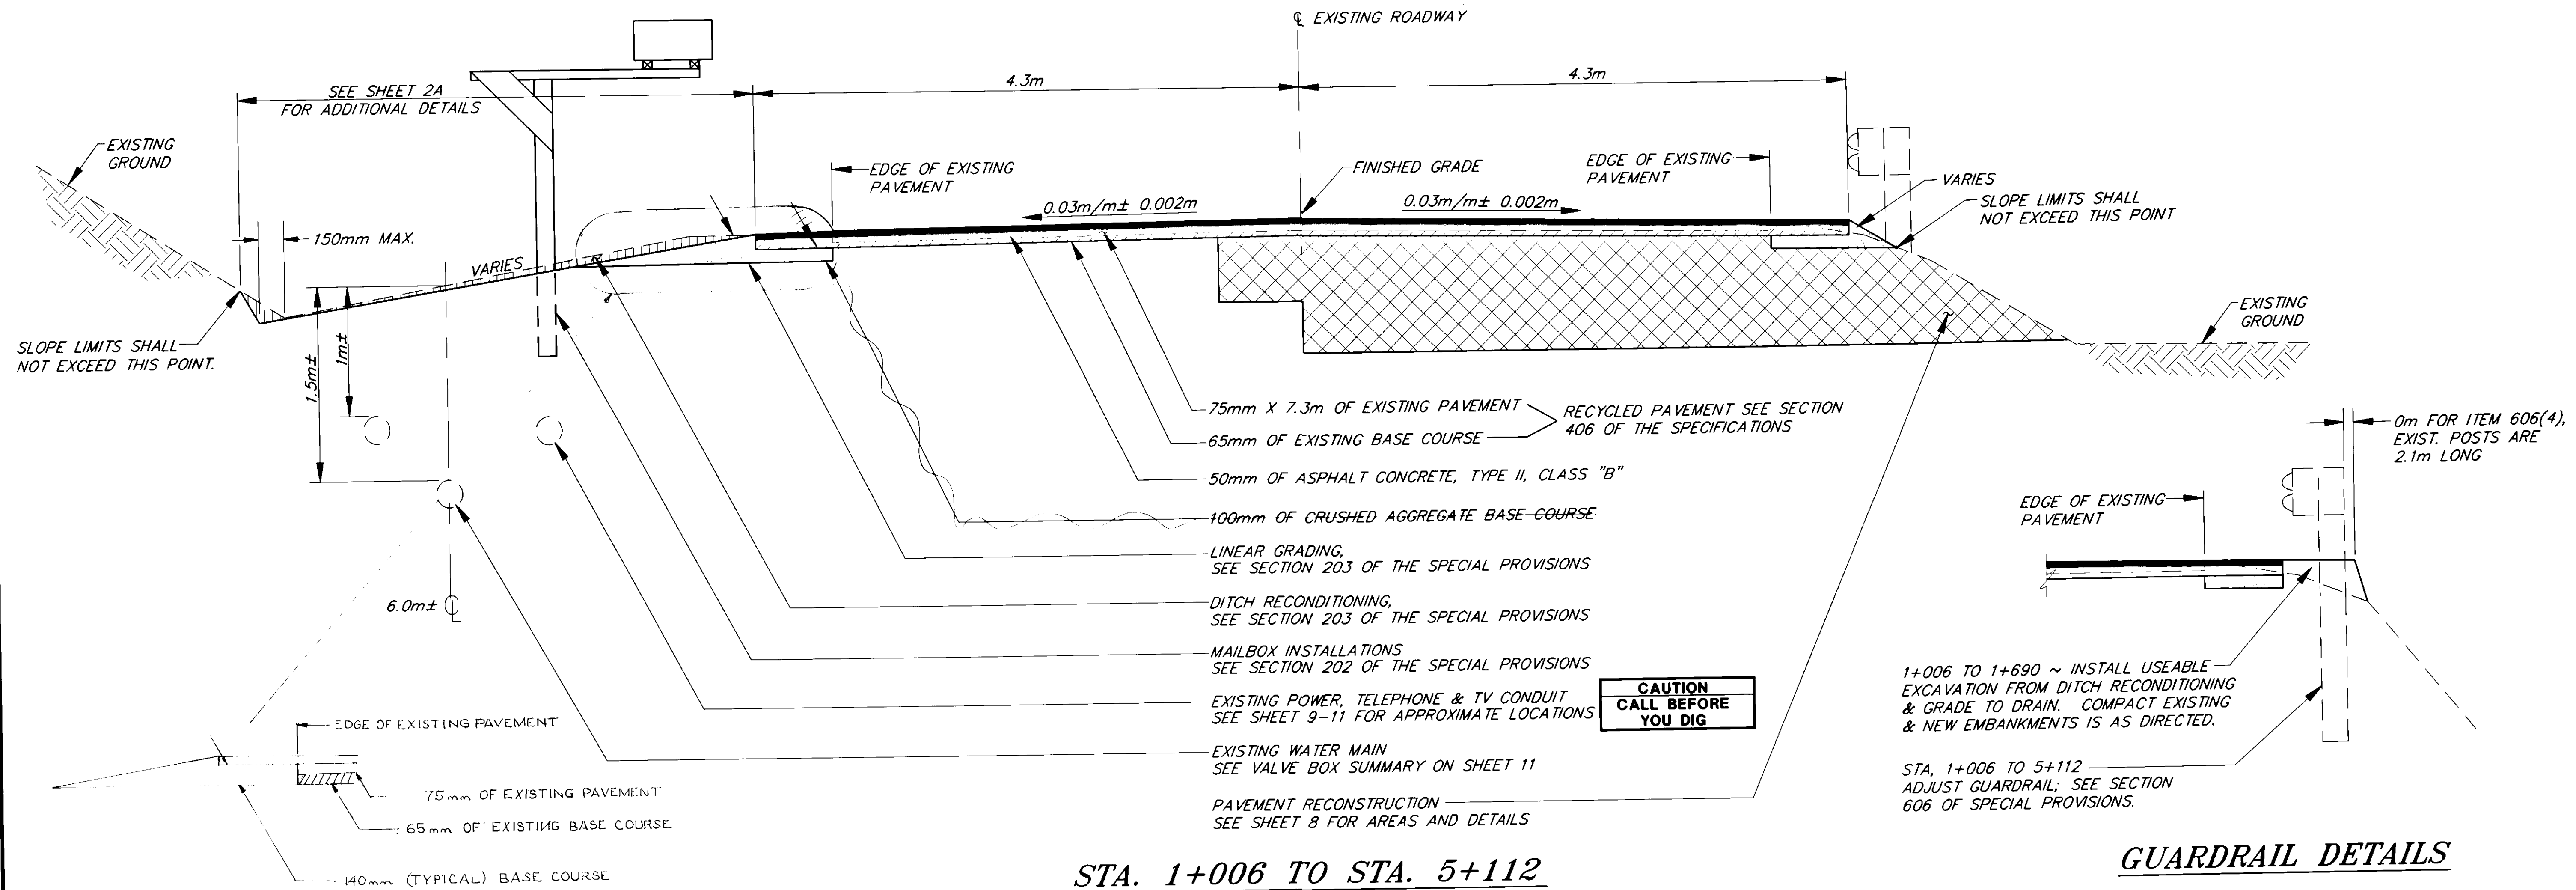 ℄ EXISTING ROADWAY
SEE SHEET 2A
FOR ADDITIONAL DETAILS
4.3m
4.3m
EXISTING
GROUND
EDGE OF EXISTING
PAVEMENT
FINISHED GRADE
EDGE OF EXISTING
PAVEMENT
VARIES
SLOPE LIMITS SHALL
NOT EXCEED THIS POINT
0.03m/m± 0.002m
0.03m/m± 0.002m
150mm MAX.
VARIES
SLOPE LIMITS SHALL
NOT EXCEED THIS POINT.
1.5m±
1m±
EXISTING
GROUND
75mm X 7.3m OF EXISTING PAVEMENT
65mm OF EXISTING BASE COURSE
RECYCLED PAVEMENT SEE SECTION
406 OF THE SPECIFICATIONS
50mm OF ASPHALT CONCRETE, TYPE II, CLASS "B"
100mm OF CRUSHED AGGREGATE BASE COURSE
LINEAR GRADING,
SEE SECTION 203 OF THE SPECIAL PROVISIONS
DITCH RECONDITIONING,
SEE SECTION 203 OF THE SPECIAL PROVISIONS
MAILBOX INSTALLATIONS
SEE SECTION 202 OF THE SPECIAL PROVISIONS
EXISTING POWER, TELEPHONE & TV CONDUIT
SEE SHEET 9-11 FOR APPROXIMATE LOCATIONS
CAUTION
CALL BEFORE
YOU DIG
EXISTING WATER MAIN
SEE VALVE BOX SUMMARY ON SHEET 11
PAVEMENT RECONSTRUCTION
SEE SHEET 8 FOR AREAS AND DETAILS
6.0m± ℄
EDGE OF EXISTING PAVEMENT
75mm OF EXISTING PAVEMENT
65mm OF EXISTING BASE COURSE
140mm (TYPICAL) BASE COURSE
STA. 1+006 TO STA. 5+112
0m FOR ITEM 606(4),
EXIST. POSTS ARE
2.1m LONG
EDGE OF EXISTING
PAVEMENT
1+006 TO 1+690 ~ INSTALL USEABLE
EXCAVATION FROM DITCH RECONDITIONING
& GRADE TO DRAIN. COMPACT EXISTING
& NEW EMBANKMENTS IS AS DIRECTED.
STA, 1+006 TO 5+112
ADJUST GUARDRAIL; SEE SECTION
606 OF SPECIAL PROVISIONS.
GUARDRAIL DETAILS